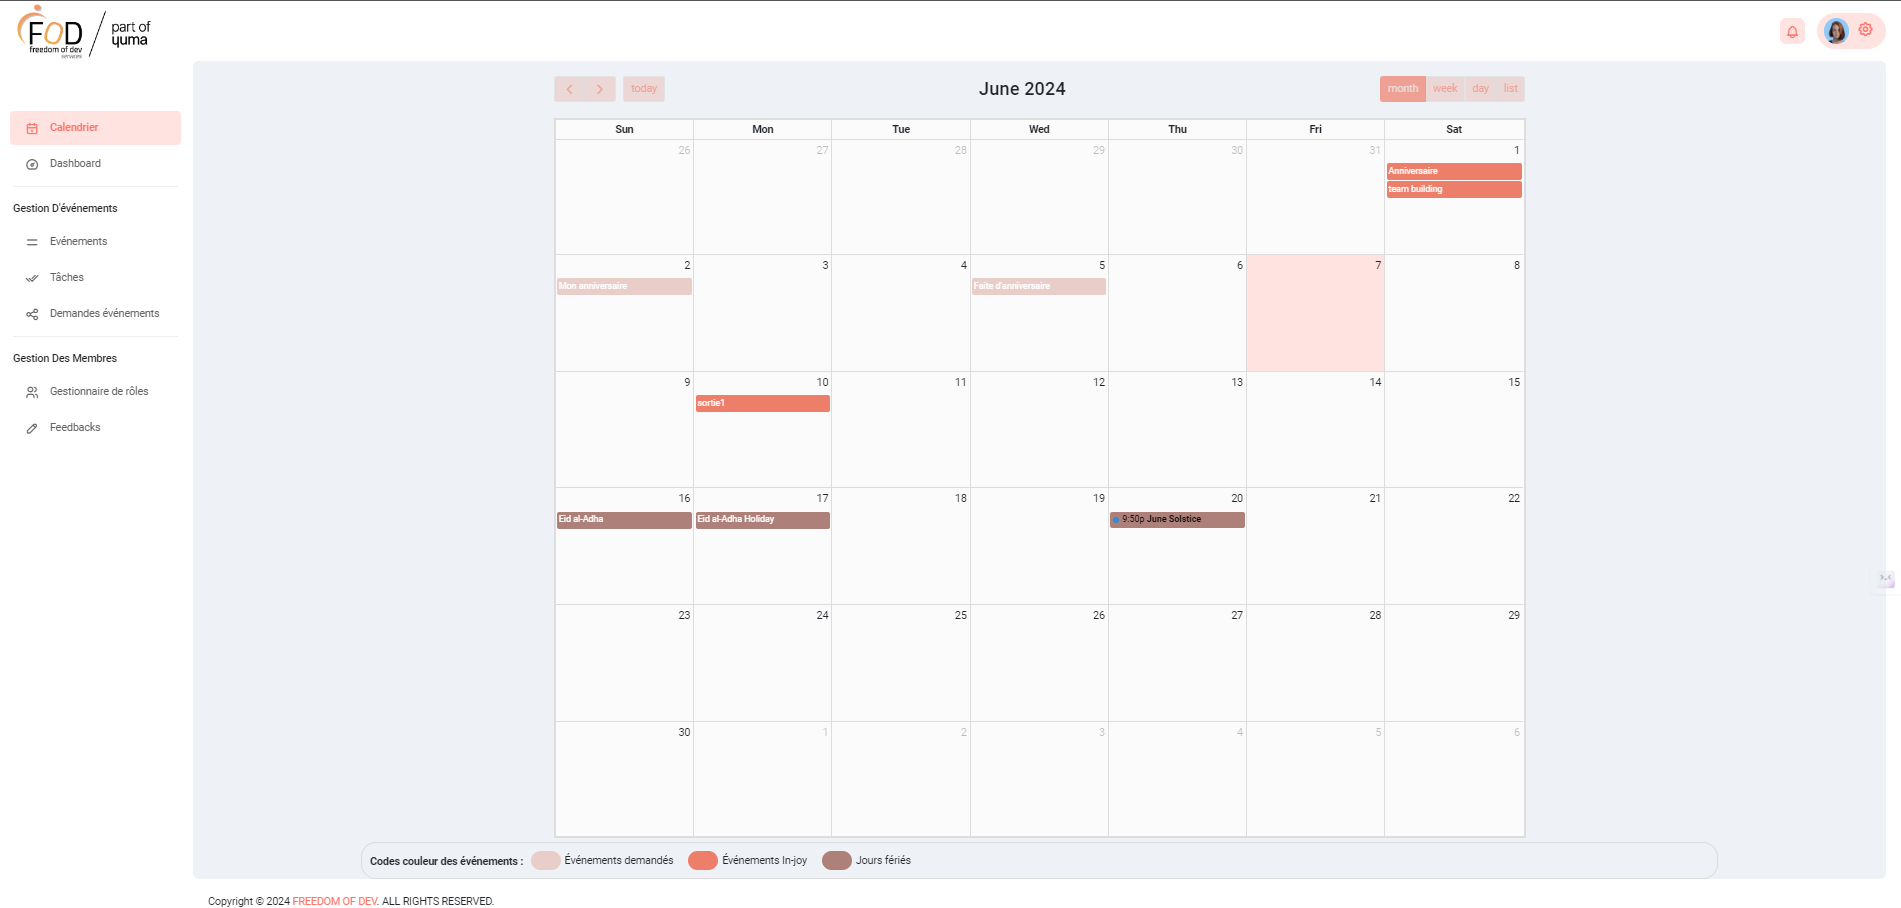 FOD
freedom of dev
services
part of
yuma
today
June 2024
month week day list
Calendrier
Dashboard
Gestion D'événements
Evénements
Tâches
Demandes événements
Gestion Des Membres
Gestionnaire de rôles
Feedbacks
Sun Mon Tue Wed Thu Fri Sat
26 27 28 29 30 31 1
Anniversaire
team building
2 3 4 5 6 7 8
Mon anniversaire Faite d'anniversaire
9 10 11 12 13 14 15
sortie1
16 17 18 19 20 21 22
Eid al-Adha Eid al-Adha Holiday 9:50p June Solstice
23 24 25 26 27 28 29
30 1 2 3 4 5 6
Codes couleur des événements : Événements demandés Événements In-joy Jours fériés
Copyright © 2024 FREEDOM OF DEV. ALL RIGHTS RESERVED.